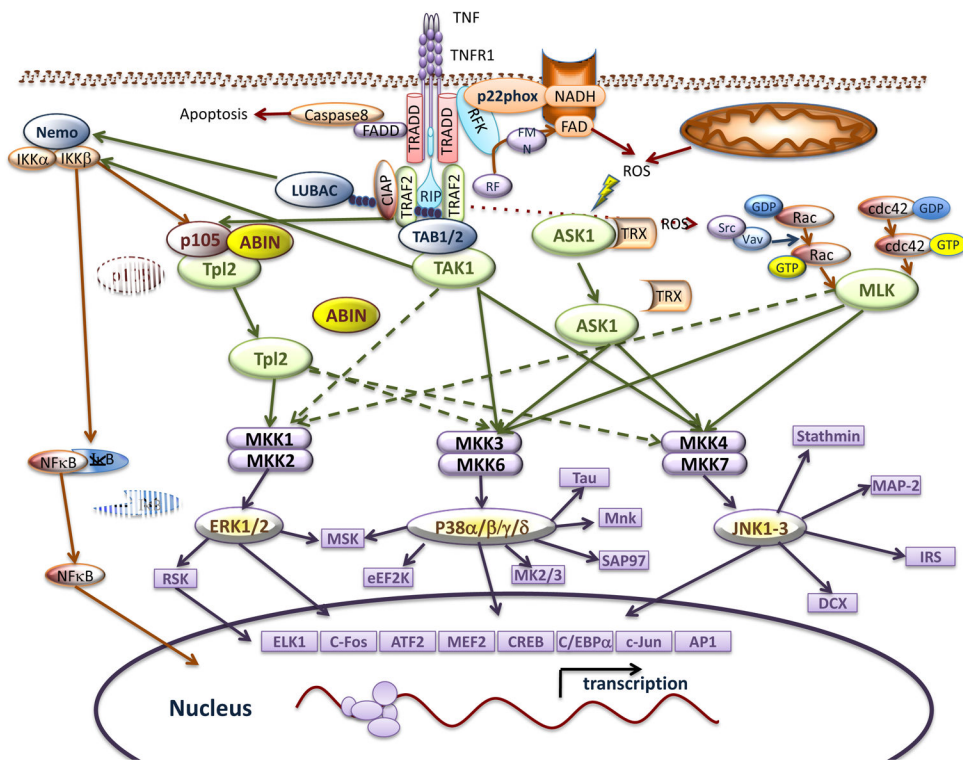 TNF
TNFR1
Apoptosis
Caspase8
FADD
TRADD
TRADD
RFK
p22phox
NADH
FAD
FM
N
RF
ROS
Nemo
IKKα
IKKβ
LUBAC
CIAP
TRAF2
RIP
TRAF2
TAB1/2
TAK1
p105
ABIN
Tpl2
ABIN
Tpl2
ASK1
TRX
ROS
TRX
ASK1
GDP
Rac
Src
Vav
Rac
GTP
cdc42
GDP
cdc42
GTP
MLK
MKK1
MKK2
MKK3
MKK6
MKK4
MKK7
NFκB
IκB
NFκB
ERK1/2
P38α/β/γ/δ
JNK1-3
RSK
MSK
eEF2K
MK2/3
Tau
Mnk
SAP97
Stathmin
MAP-2
IRS
DCX
ELK1
C-Fos
ATF2
MEF2
CREB
C/EBPα
c-Jun
AP1
transcription
Nucleus